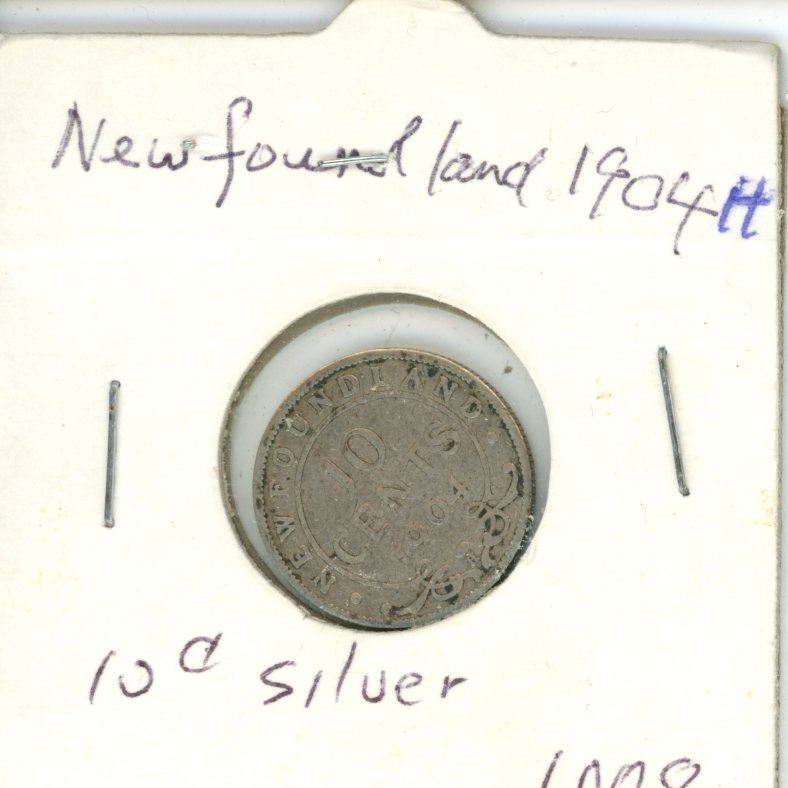 Newfoundland 1904H
NEWFOUNDLAND
10
CENTS
1904
10¢ silver